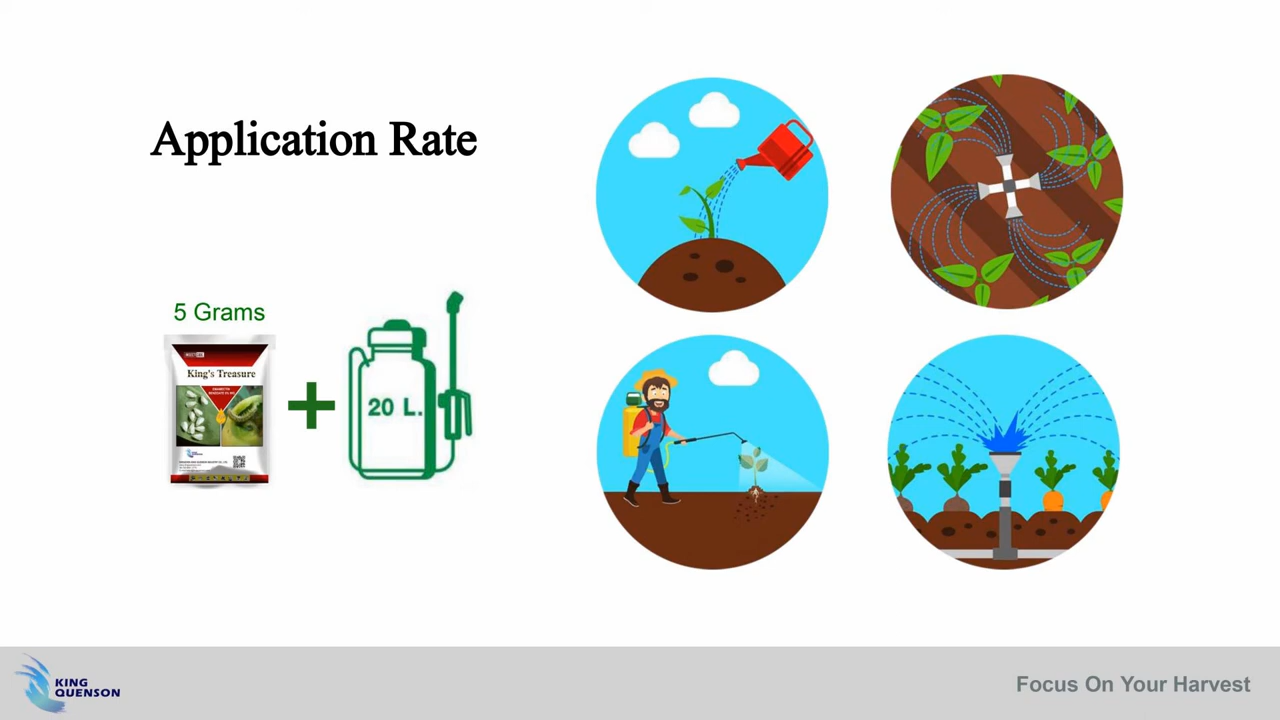 Application Rate
5 Grams
King's Treasure
20 L.
KING
QUENSON
Focus On Your Harvest